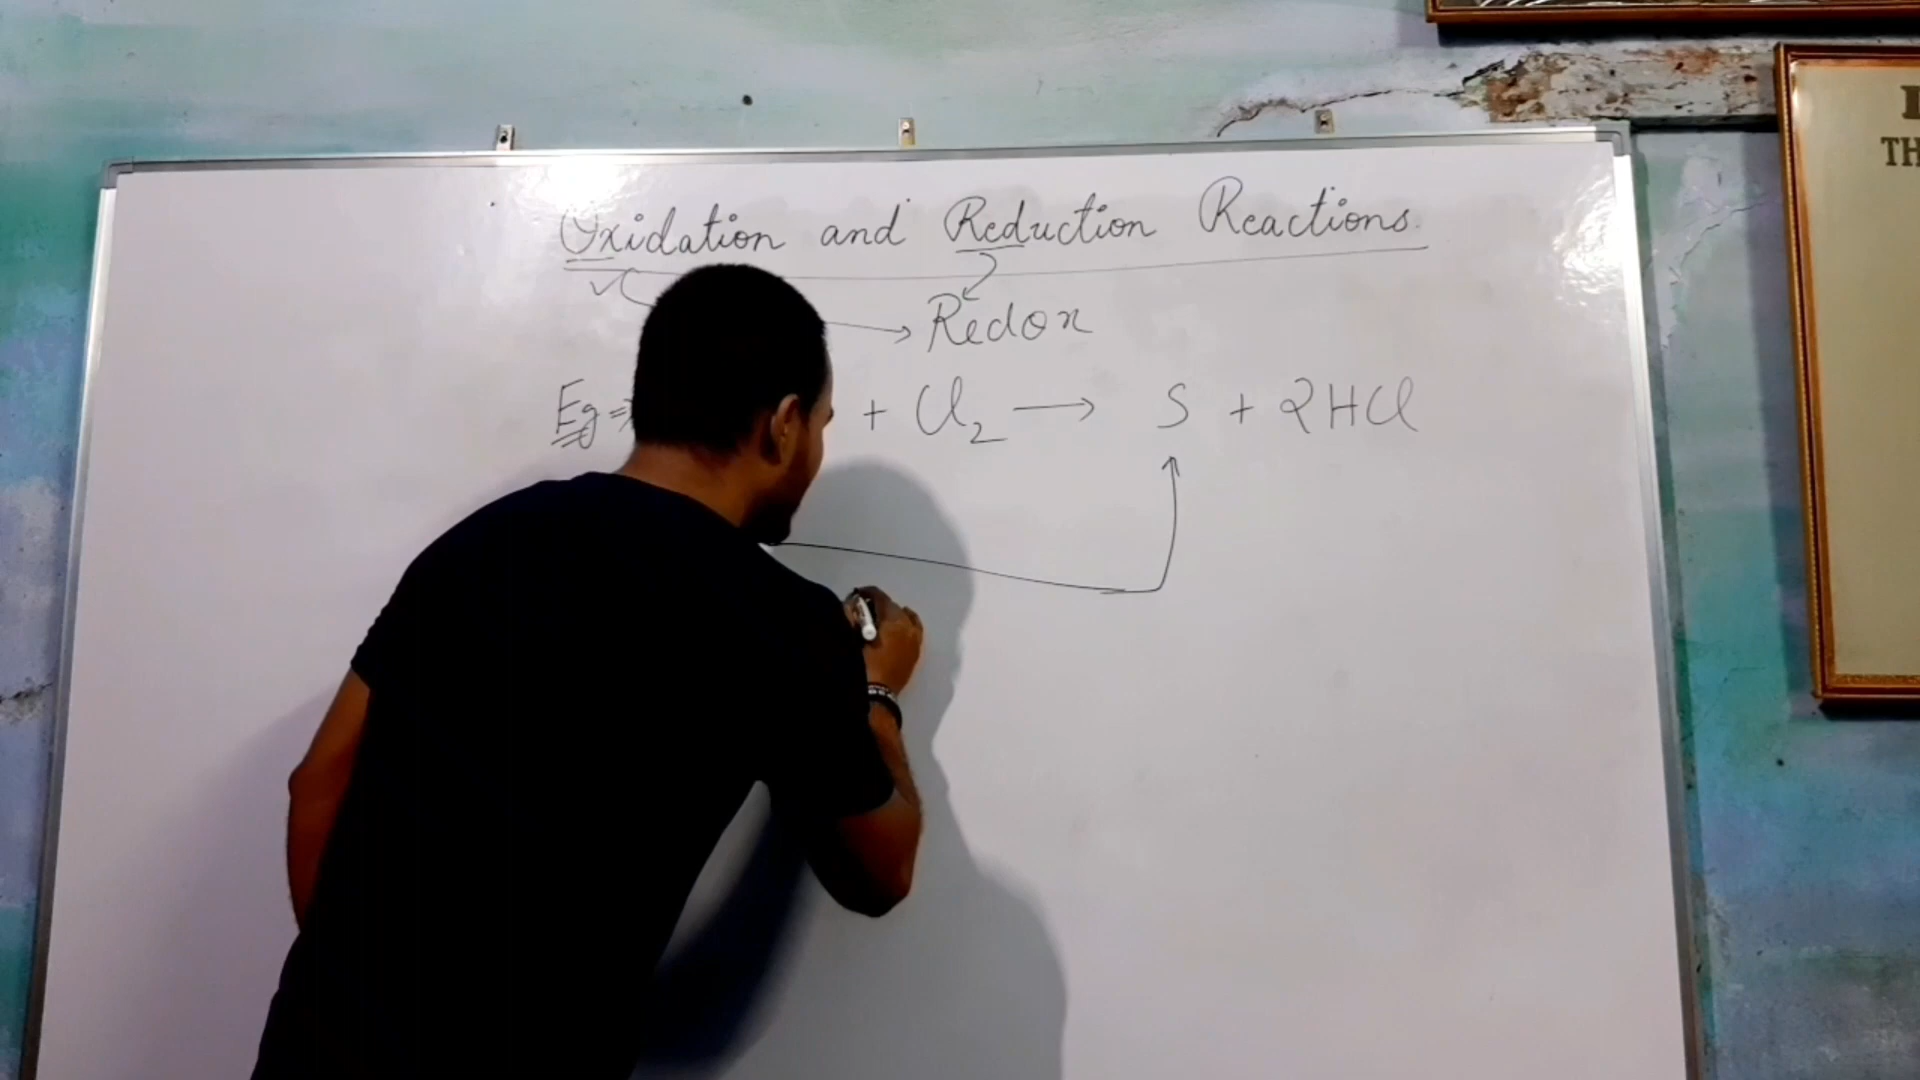 Oxidation and Reduction Reactions.
Redox
Eg ⇒ + Cl₂ → S + 2HCl
TH